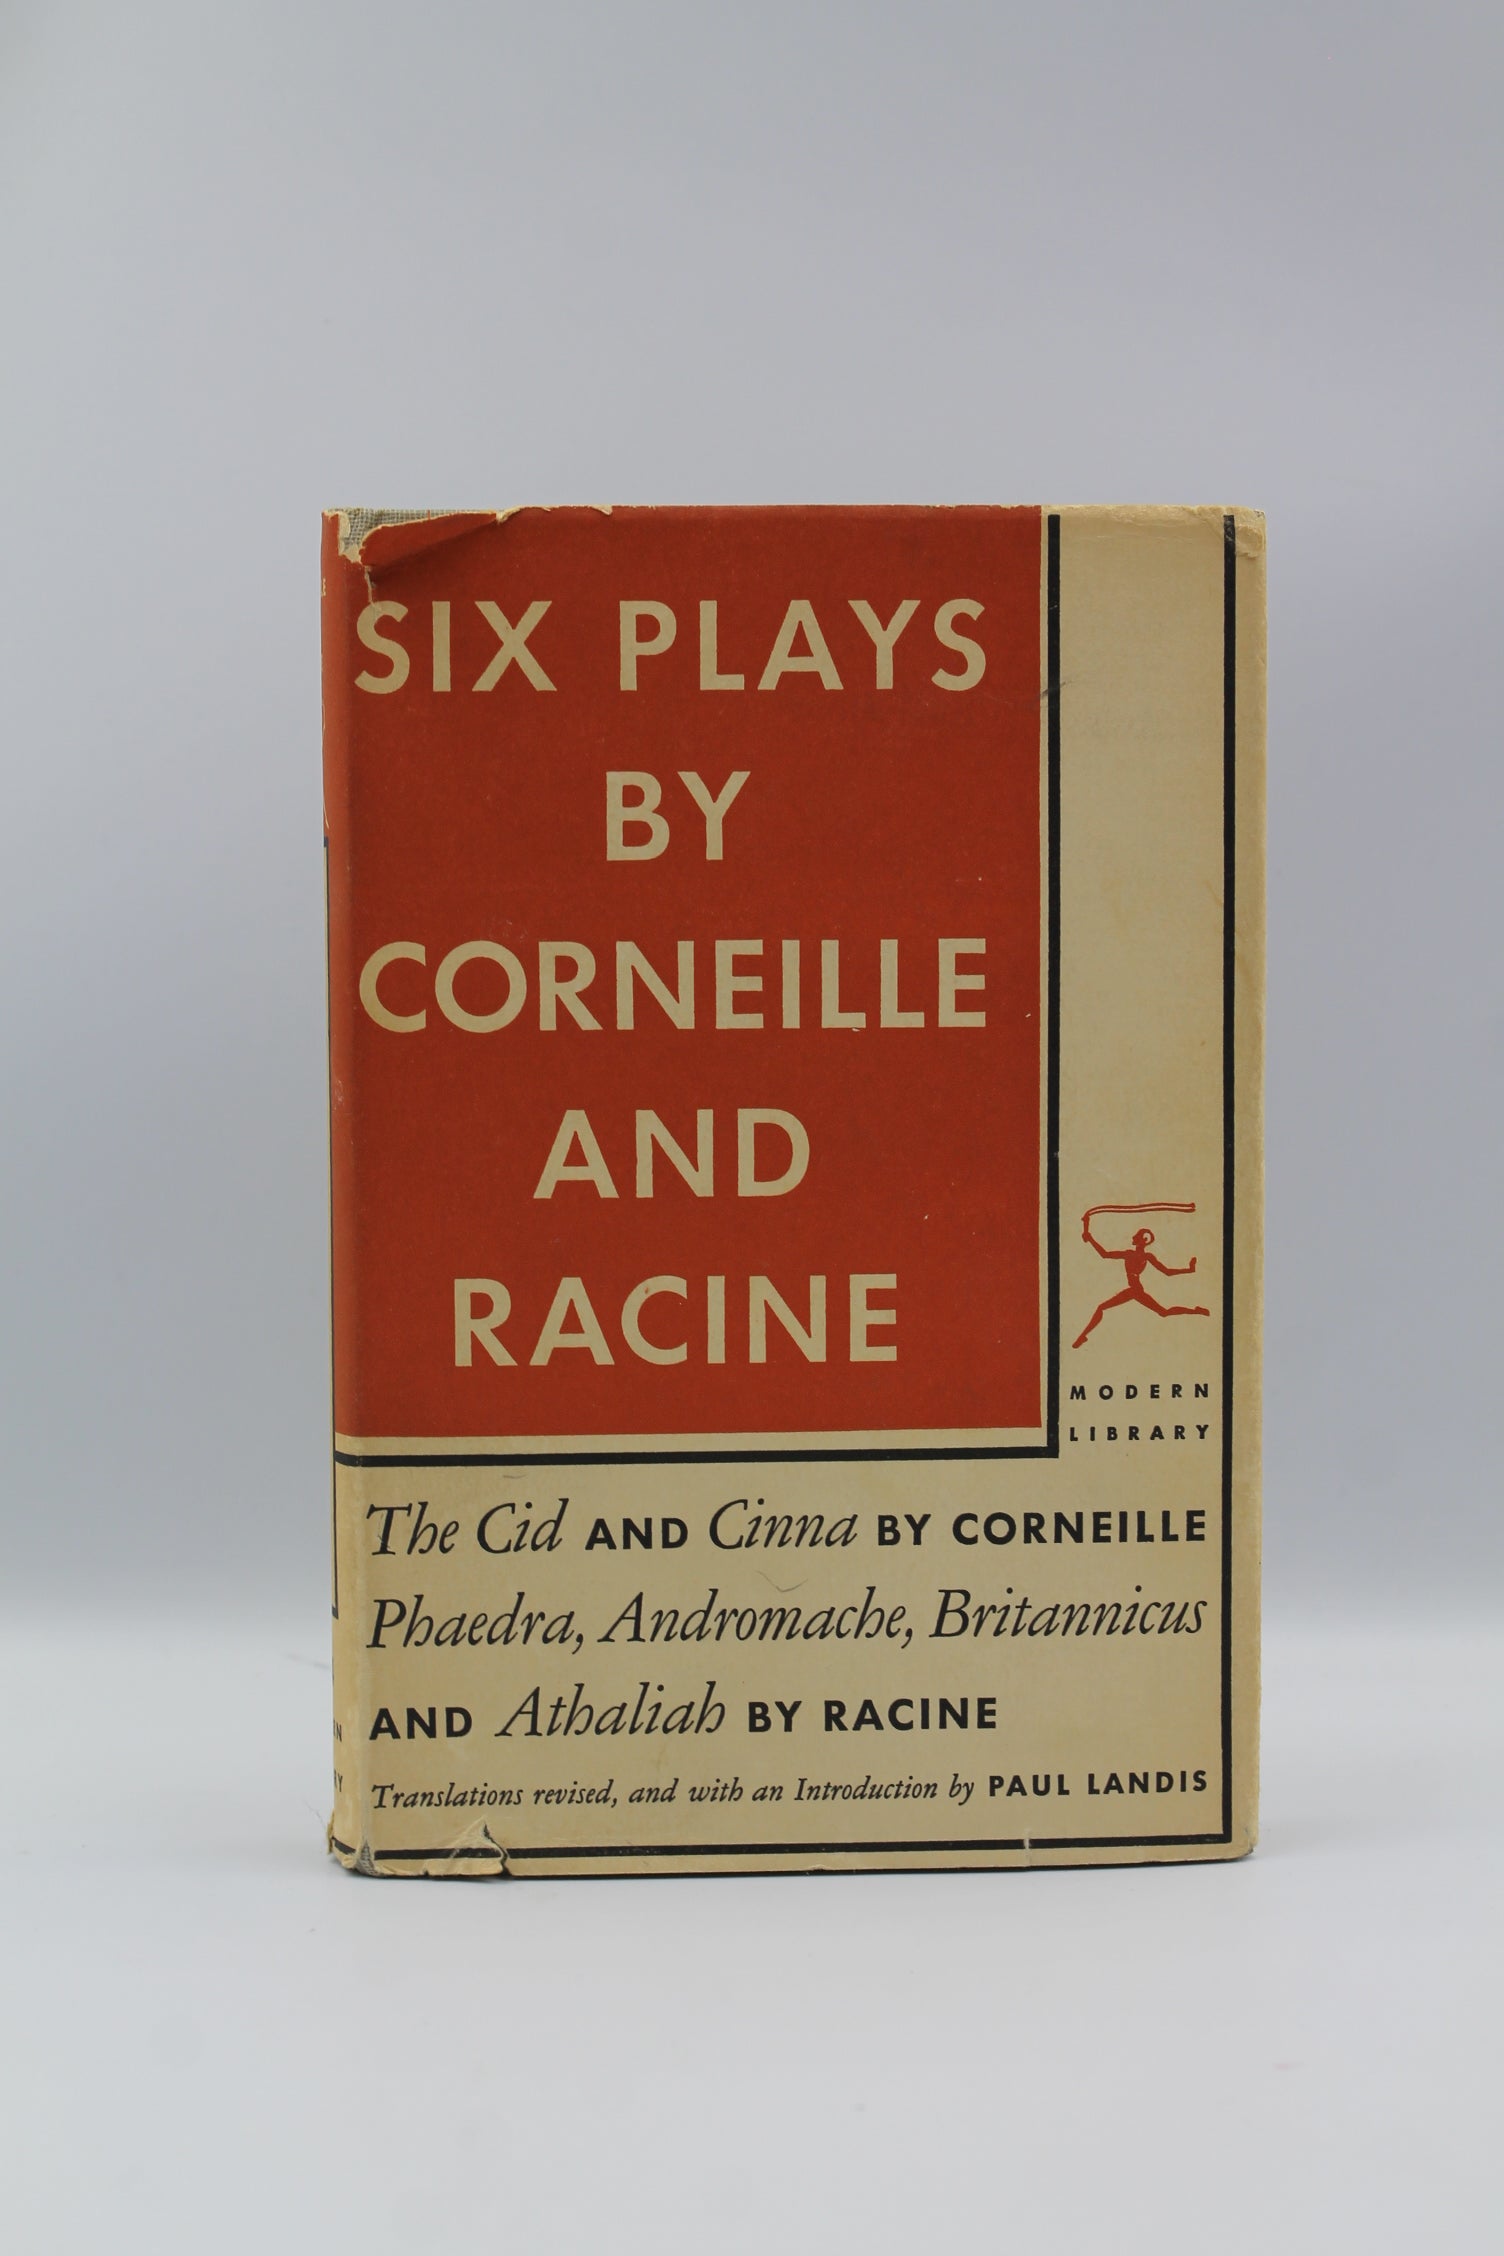 SIX PLAYS
BY
CORNEILLE
AND
RACINE
MODERN
LIBRARY
The Cid AND Cinna BY CORNEILLE
Phaedra, Andromache, Britannicus
AND Athaliah BY RACINE
Translations revised, and with an Introduction by PAUL LANDIS